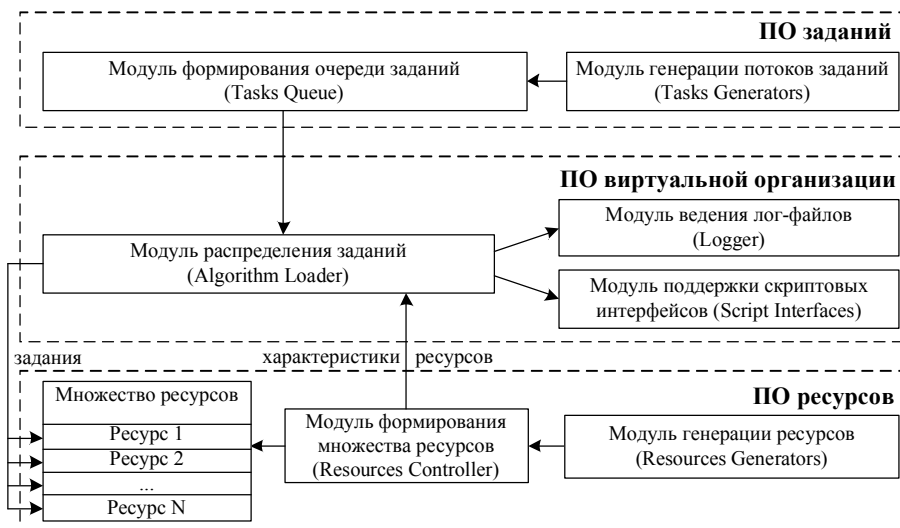 ПО заданий
Модуль формирования очереди заданий
(Tasks Queue)
Модуль генерации потоков заданий
(Tasks Generators)
ПО виртуальной организации
Модуль ведения лог-файлов
(Logger)
Модуль распределения заданий
(Algorithm Loader)
Модуль поддержки скриптовых
интерфейсов (Script Interfaces)
задания
характеристики ресурсов
ПО ресурсов
Множество ресурсов
Ресурс 1
Ресурс 2
...
Ресурс N
Модуль формирования
множества ресурсов
(Resources Controller)
Модуль генерации ресурсов
(Resources Generators)